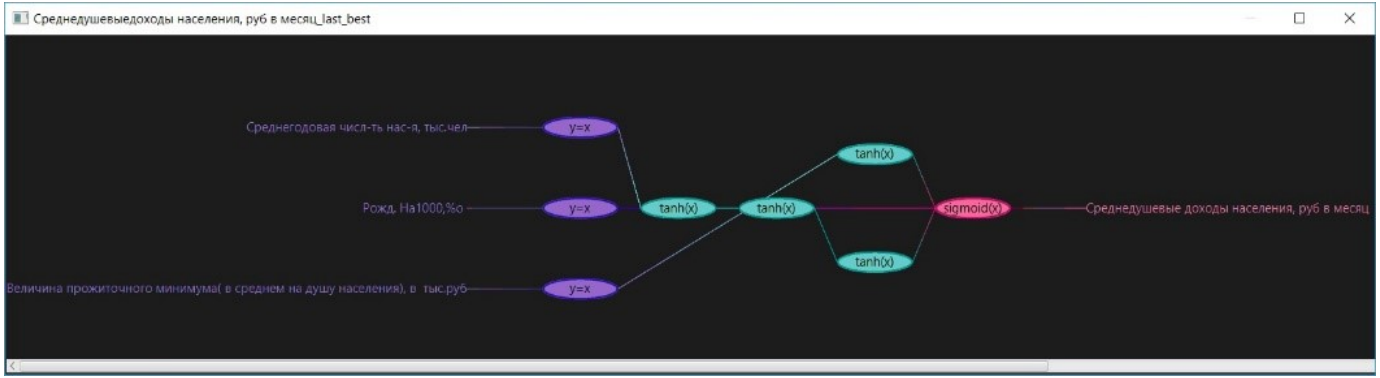 Среднедушевыедоходы населения, руб в месяц_last_best
Среднегодовая числ-ть нас-я, тыс.чел
y=x
tanh(x)
Рожд. На1000,%о
y=x
tanh(x)
tanh(x)
sigmoid(x)
Среднедушевые доходы населения, руб в месяц
tanh(x)
Величина прожиточного минимума( в среднем на душу населения), в тыс.руб
y=x